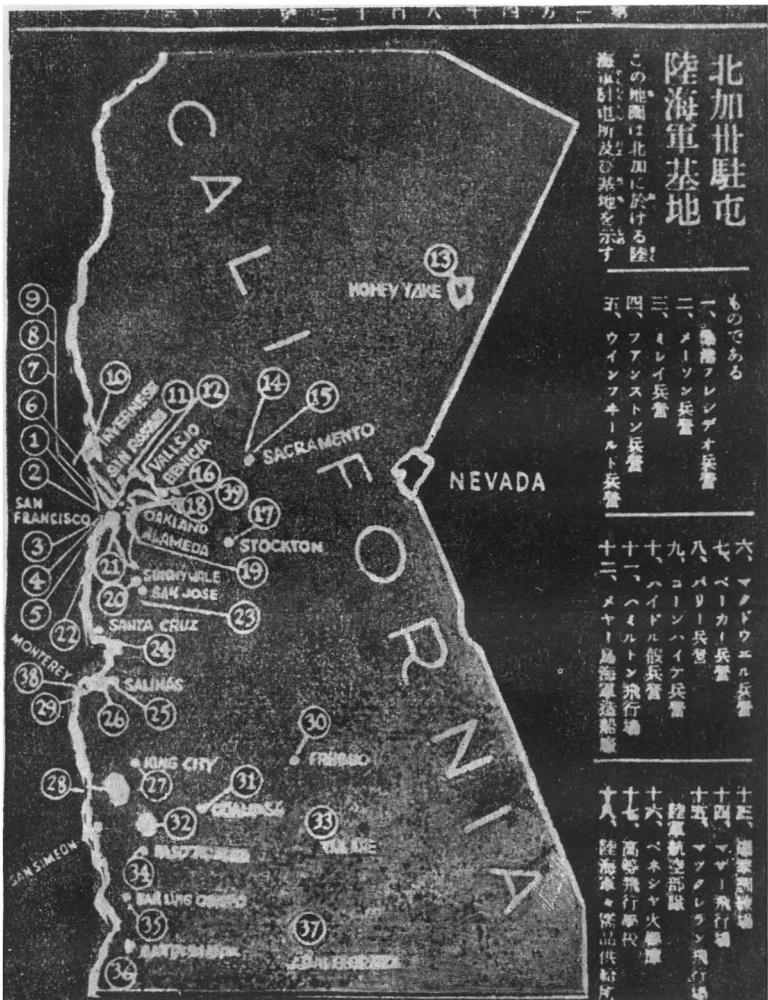 北加卅駐屯
陸海軍基地
この地圖は北加に於ける陸
海軍駐屯所及び基地を示す
ものである
一、 フレシデオ兵營
二、メーソン兵營
三、ミレイ兵營
四、フアンストン兵營
五、ウインフヰールド兵營
六、マクドウエル兵營
七、ベーカー兵營
八、バリー兵營
九、コーンハイテ兵營
十、ハイドル假兵營
十一、ハミルトン飛行場
十二、メヤー島海軍造船廠
十三、
十四、マザー飛行場
十五、マツクレラン飛行場
陸軍航空部隊
十六、ベネシヤ火藥庫
十七、高等飛行學校
十八、陸海軍 需品供給所
CALIFORNIA
NEVADA
13
HONEY YAKE
9
8
7
6
1
2
10
INVERNESS
SAN RAFAEL
11
12
VALLEJO
BENICIA
14
15
SACRAMENTO
16
39
18
17
STOCKTON
SAN
FRANCISCO
OAKLAND
ALAMEDA
3
4
5
21
19
SUNNYVALE
20
SAN JOSE
23
22
SANTA CRUZ
24
MONTEREY
38
29
SALINAS
26
25
30
FRESNO
KING CITY
28
27
31
COALINGA
32
33
TULARE
SAN SIMEON
PASO ROBLES
34
SAN LUIS OBISPO
35
37
36